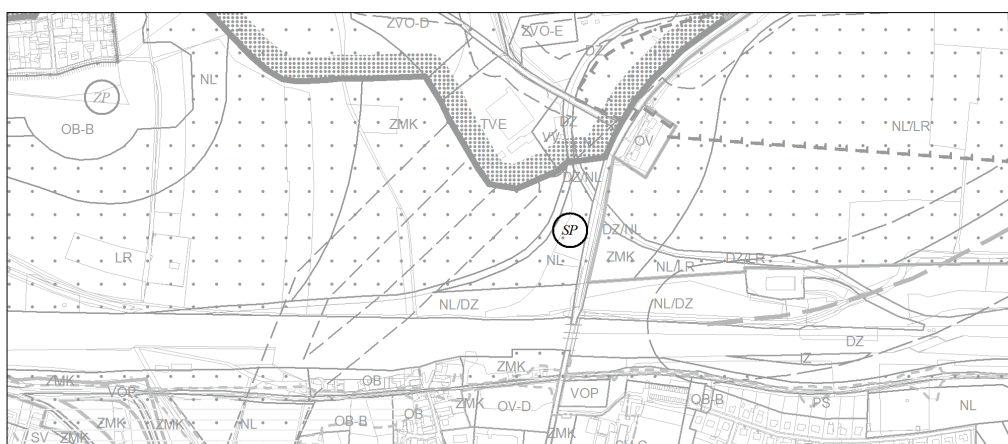 ZVO-D
ZVO-E
DZ
NL
ZP
OB-B
ZMK
TVE
DZ
VV
NL
OV
NL/LR
DZ/NL
SP
DZ/NL
LR
NL
ZMK
NL/LR
DZ/LR
NL/DZ
NL/DZ
DZ
IZ
ZMK
ZMK
OB
VOP
VOP
OB-B
PS
NL
ZMK
OV-D
OB
OB-B
NL
ZMK
ZMK
SV
ZMK
ZMK